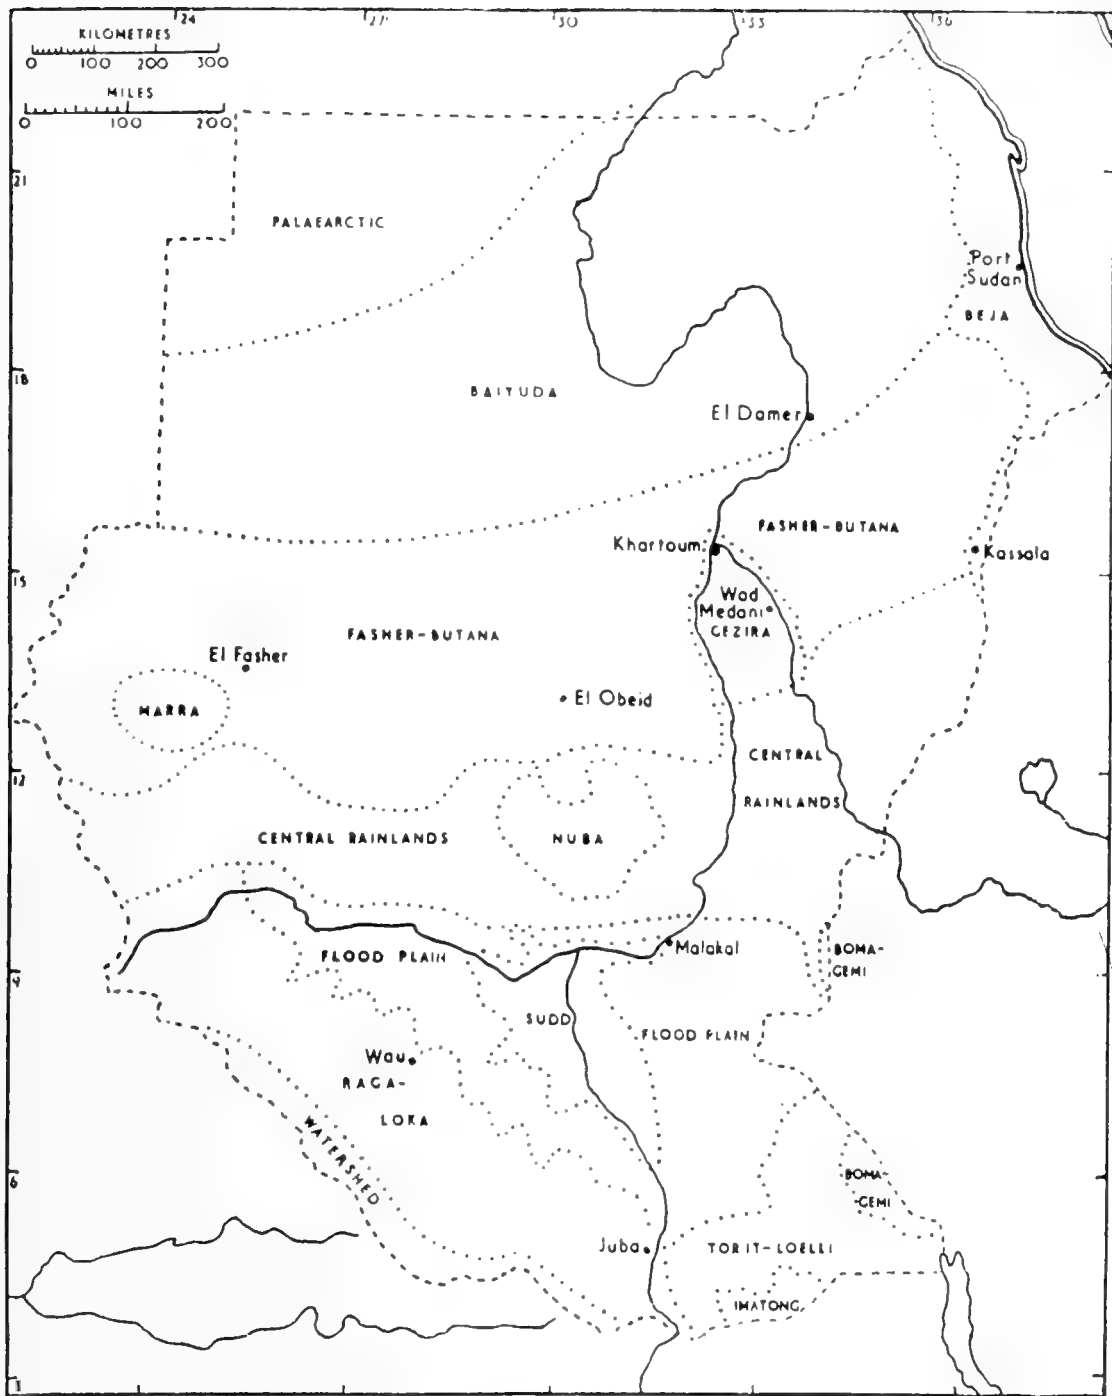 24 27 30 33 36
KILOMETRES
0 100 200 300
MILES
0 100 200
21
PALAEARCTIC
Port
Sudan
BEJA
18
BAIYUDA
El Damer
FASHER-BUTANA
Khartoum
Kassala
15
Wad
Medani
GEZIRA
FASHER-BUTANA
El Fasher
El Obeid
MARRA
CENTRAL
RAINLANDS
12
CENTRAL RAINLANDS
NUBA
Malakal
BOMA-
GEMI
FLOOD PLAIN
9
SUDD
FLOOD PLAIN
Wau
RAGA-
LOKA
WATERSHED
6
BOMA-
GEMI
Juba
TORIT-LOELLI
IMATONG
3